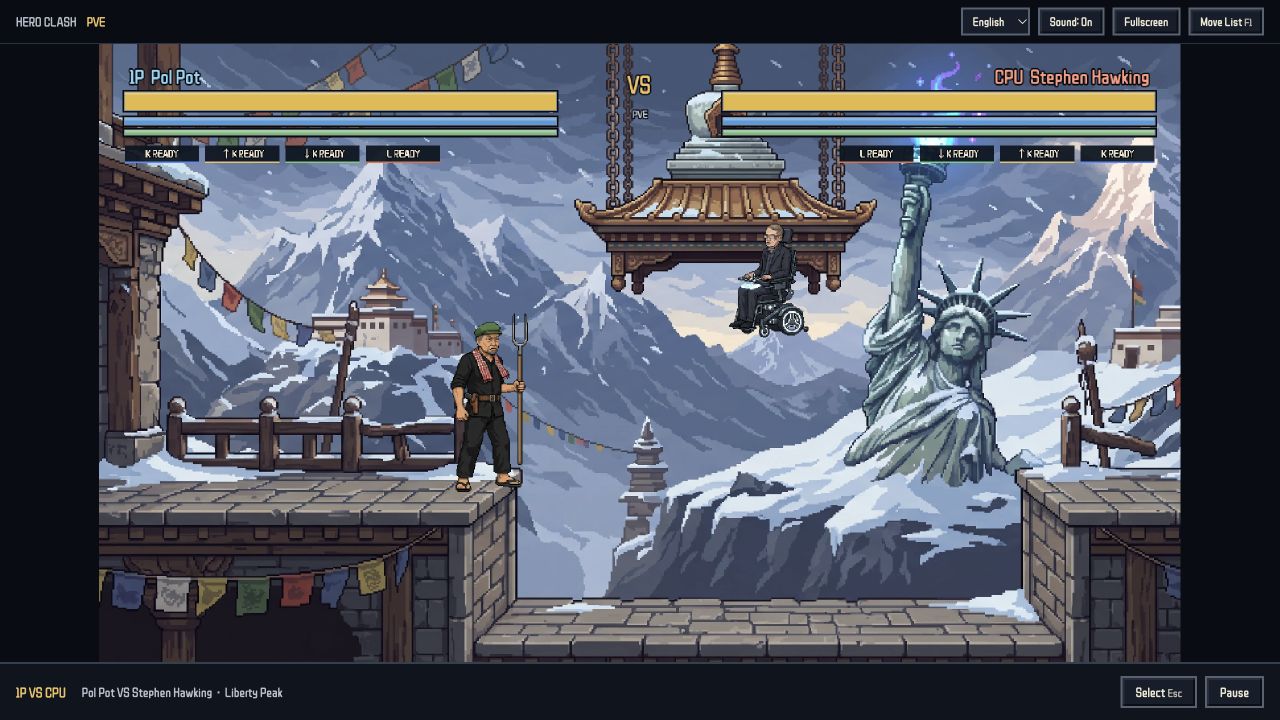 HERO CLASH PVE
English
Sound: On
Fullscreen
Move List F1
1P Pol Pot
VS
PVE
CPU Stephen Hawking
K READY
↑ K READY
↓ K READY
L READY
L READY
↓ K READY
↑ K READY
K READY
1P VS CPU
Pol Pot VS Stephen Hawking · Liberty Peak
Select Esc
Pause